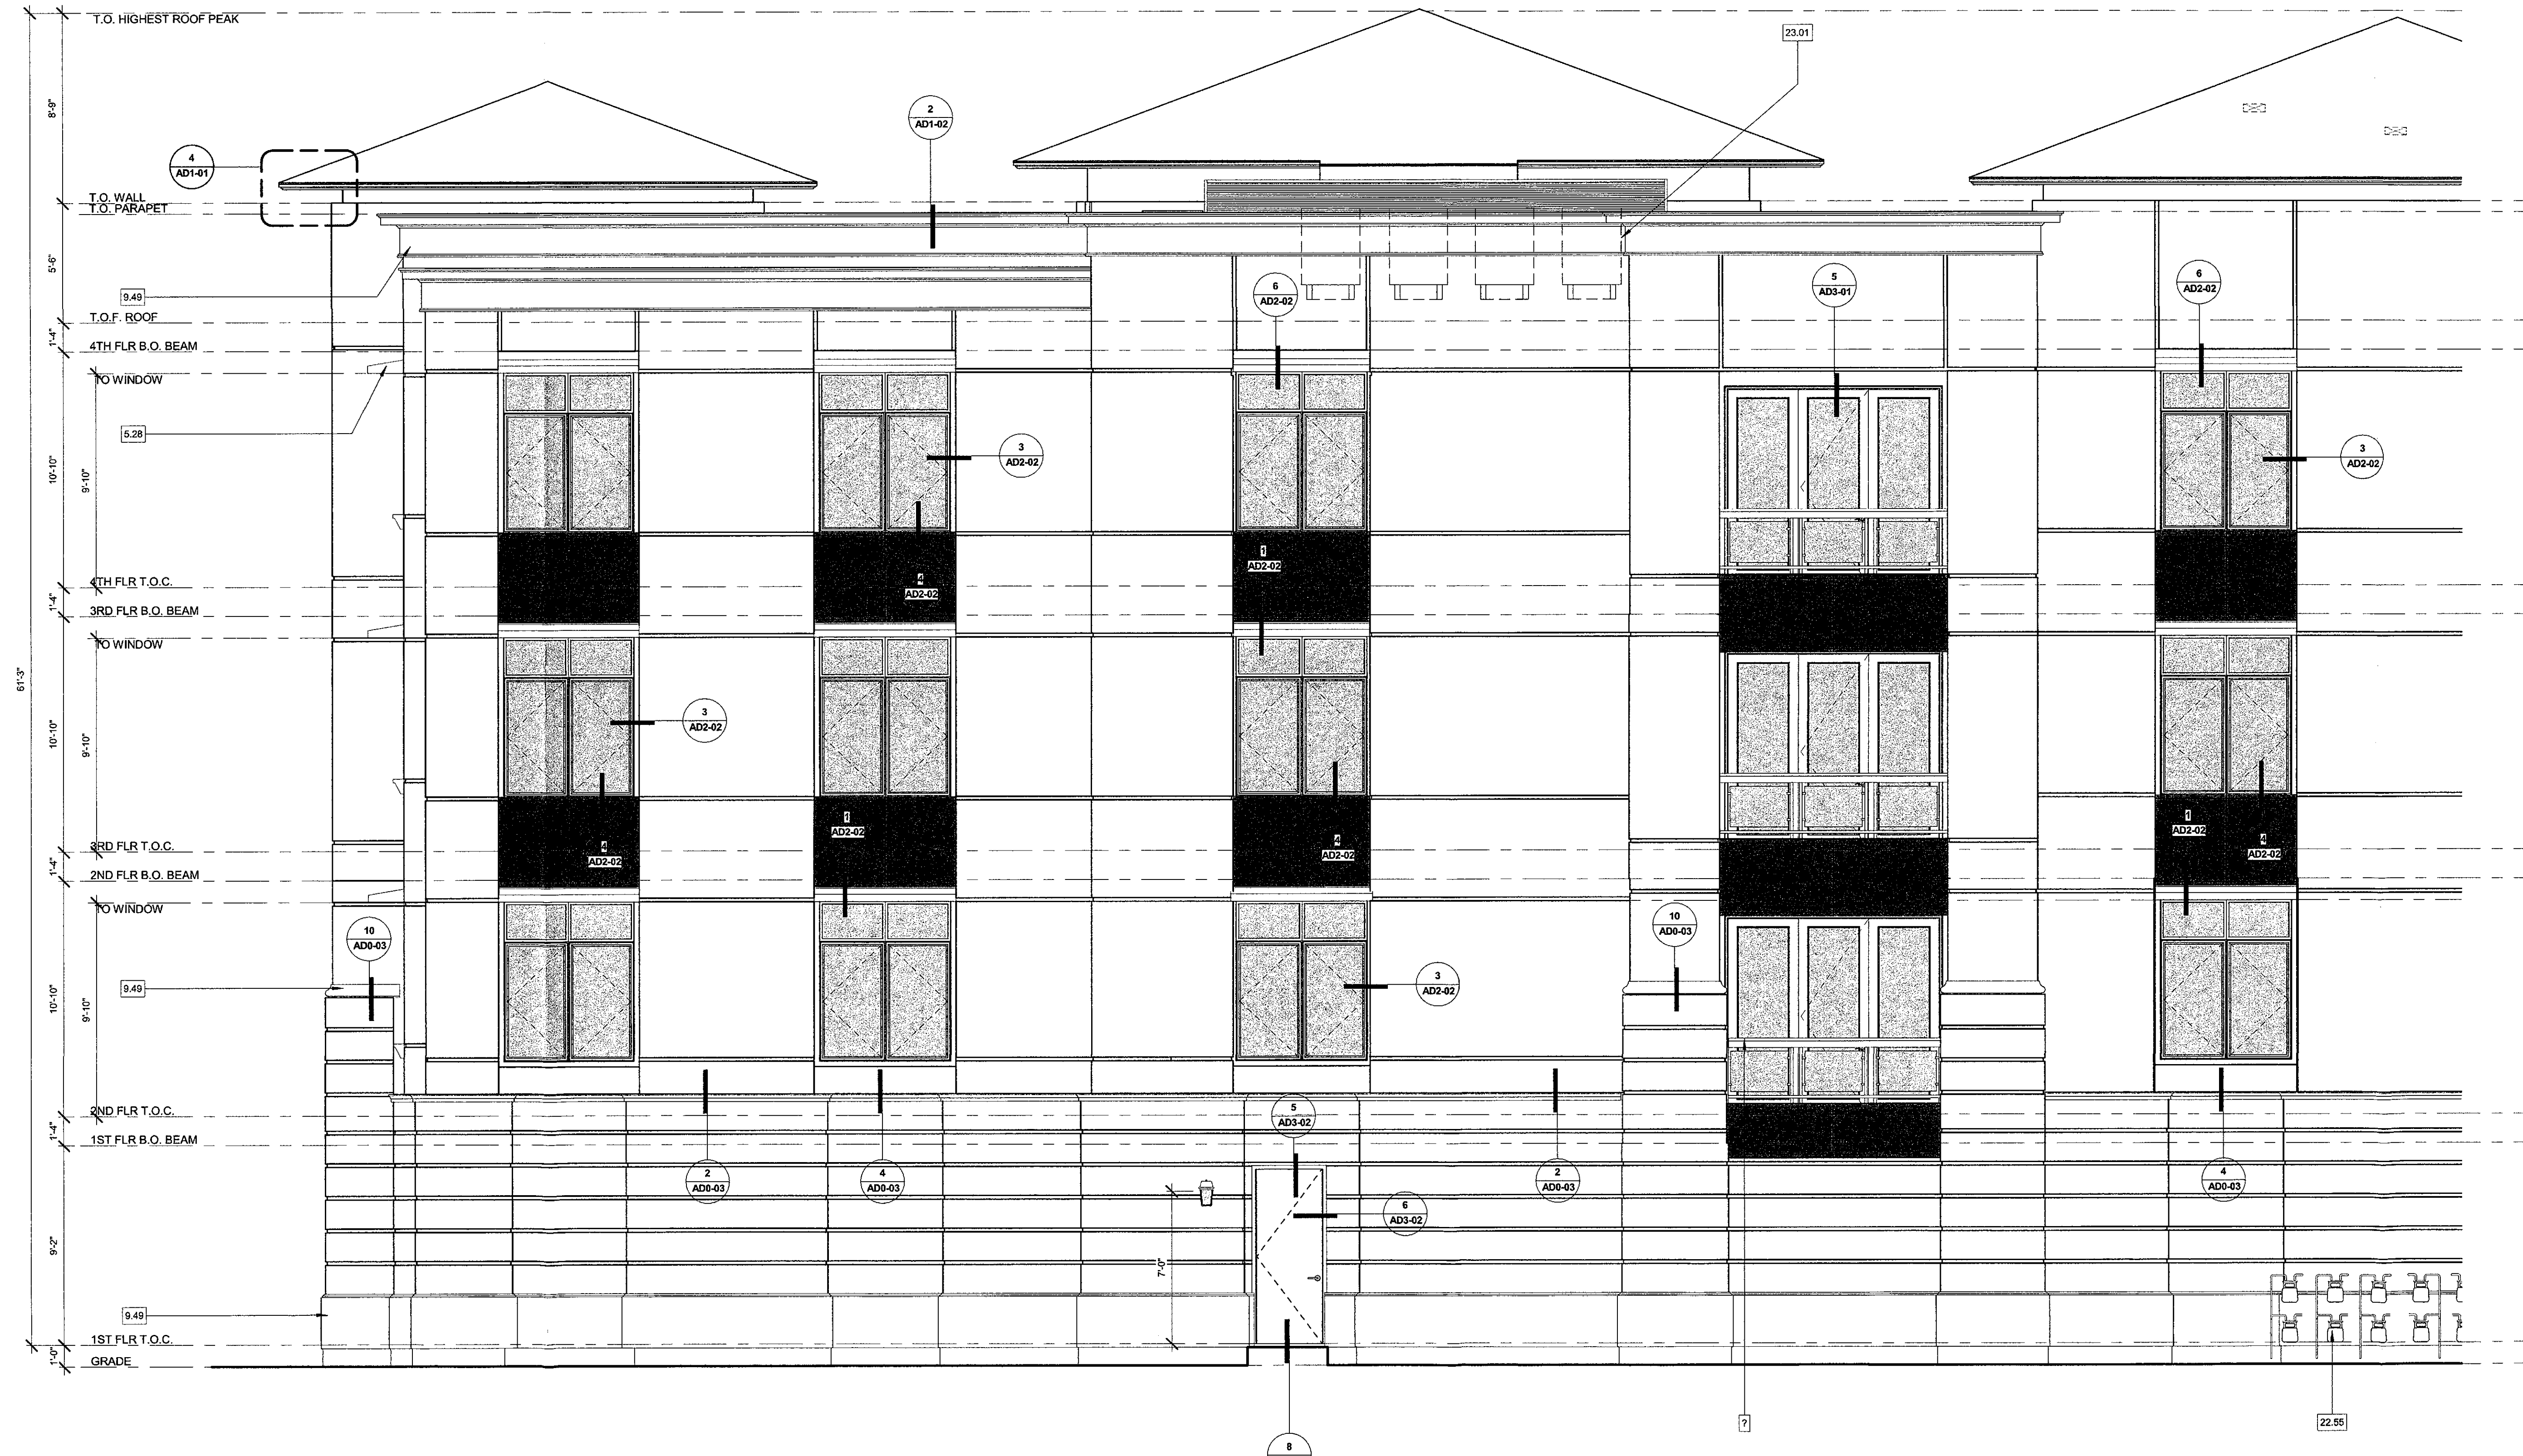 T.O. HIGHEST ROOF PEAK
23.01
8'-9"
2
AD1-02
4
AD1-01
T.O. WALL
T.O. PARAPET
5'-6"
9.49
6
AD2-02
5
AD3-01
6
AD2-02
T.O.F. ROOF
1'-4"
4TH FLR B.O. BEAM
TO WINDOW
5.28
10'-10"
9'-10"
3
AD2-02
3
AD2-02
1
AD2-02
4
AD2-02
4TH FLR T.O.C.
1'-4"
3RD FLR B.O. BEAM
TO WINDOW
61'-3"
10'-10"
9'-10"
3
AD2-02
1
AD2-02
4
AD2-02
4
AD2-02
1
AD2-02
4
AD2-02
3RD FLR T.O.C.
1'-4"
2ND FLR B.O. BEAM
TO WINDOW
10
AD0-03
10
AD0-03
9.49
10'-10"
9'-10"
3
AD2-02
2ND FLR T.O.C.
1'-4"
1ST FLR B.O. BEAM
5
AD3-02
2
AD0-03
4
AD0-03
2
AD0-03
4
AD0-03
6
AD3-02
9'-2"
7'-0"
9.49
1ST FLR T.O.C.
1'-0"
GRADE
?
22.55
8